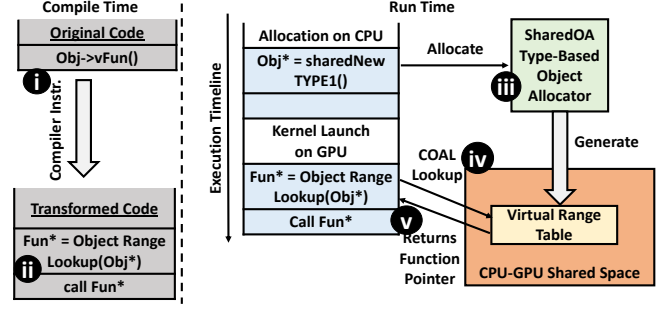 Compile Time
Original Code
Obj->vFun()
i
Compiler Instr.
Transformed Code
Fun* = Object Range
Lookup(Obj*)
ii
call Fun*
Run Time
Execution Timeline
Allocation on CPU
Obj* = sharedNew
TYPE1()
Kernel Launch
on GPU
Fun* = Object Range
Lookup(Obj*)
Call Fun*
Allocate
SharedOA
Type-Based
Object
Allocator
iii
Generate
COAL
Lookup
iv
Virtual Range
Table
v
Returns
Function
Pointer
CPU-GPU Shared Space